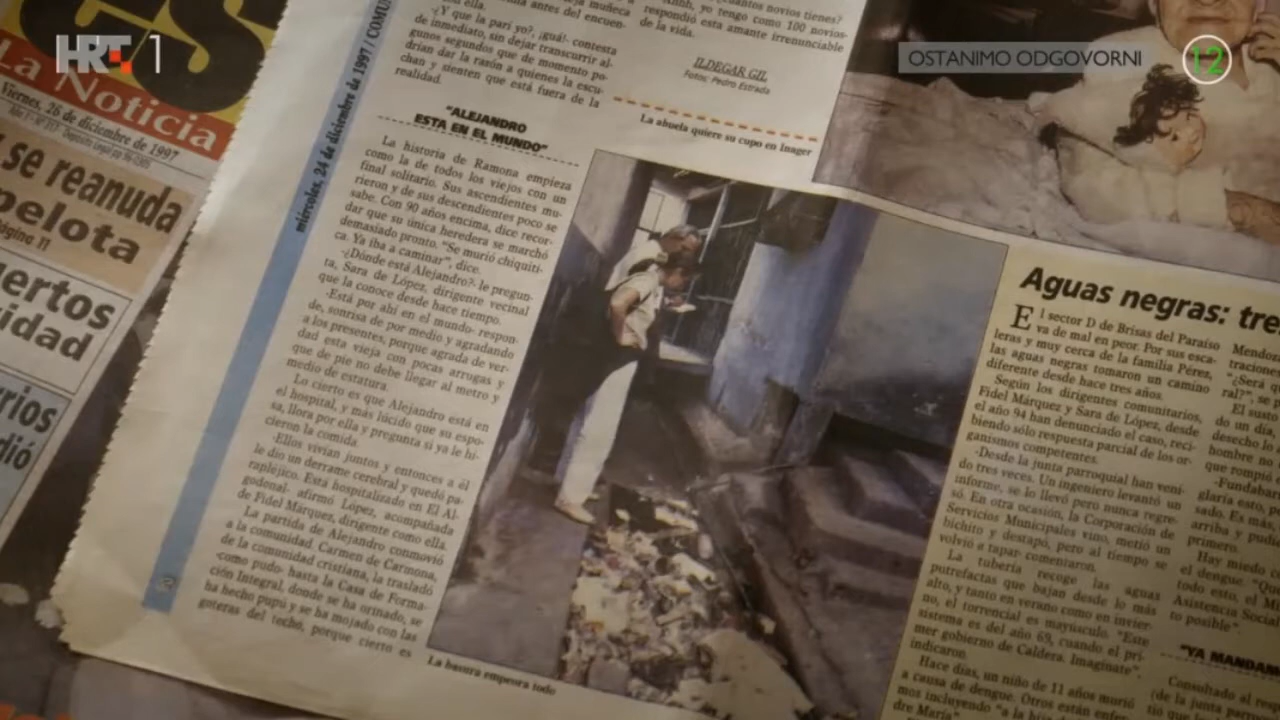 HRT 1
OSTANIMO ODGOVORNI
12
La Noticia
Viernes, 26 de diciembre de 1997
se reanuda
pelota
Página 11
miércoles, 24 de diciembre de 1997 / COMU
-¿Y que la parí yo?, ¡guá!- contesta
de inmediato, sin dejar transcurrir al-
gunos segundos que de momento po-
drían dar la razón a quienes la escu-
chan y sienten que está fuera de la
realidad.
"ALEJANDRO
ESTA EN EL MUNDO"
La historia de Ramona empieza
como la de todos los viejos con un
final solitario. Sus ascendientes mu-
rieron y de sus descendientes poco se
sabe. Con 90 años encima, dice recor-
dar que su única heredera se marchó
demasiado pronto. "Se murió chiquiti-
ca. Ya iba a caminar", dice.
-¿Dónde está Alejandro?- le pregun-
ta, Sara de López, dirigente vecinal
que la conoce desde hace tiempo.
-Está por ahí en el mundo- respon-
de, sonrisa de por medio y agradando
a los presentes, porque agrada de ver-
dad esta vieja con pocas arrugas y
que de pie no debe llegar al metro y
medio de estatura.
Lo cierto es que Alejandro está en
el hospital, y más lúcido que su espo-
sa, llora por ella y pregunta si ya le hi-
cieron la comida.
-Ellos vivían juntos y entonces a él
le dio un derrame cerebral y quedó pa-
rapléjico. Está hospitalizado en El Al-
godonal- afirmó López, acompañada
de Fidel Márquez, dirigente como ella.
La partida de Alejandro conmovió
a la comunidad. Carmen de Carmona,
de la comunidad cristiana, la trasladó
-como pudo- hasta la Casa de Forma-
ción Integral, donde se ha orinado, se
ha hecho pupú y se ha mojado con las
goteras del techo, porque cierto es
respondió esta amante irrenunciable
de la vida.
ILDEGAR GIL
Fotos: Pedro Estrada
La abuela quiere su cupo en Inager
La basura empeora todo
Aguas negras: tre
El sector D de Brisas del Paraíso
va de mal en peor. Por sus esca-
leras y muy cerca de la familia Pérez,
las aguas negras tomaron un camino
diferente desde hace tres años.
Según los dirigentes comunitarios,
Fidel Márquez y Sara de López, desde
el año 94 han denunciado el caso, reci-
biendo sólo respuesta parcial de los or-
ganismos competentes.
-Desde la junta parroquial han veni-
do tres veces. Un ingeniero levantó un
informe, se lo llevó pero nunca regre-
só. En otra ocasión, la Corporación de
Servicios Municipales vino, metió un
bichito y destapó, pero al tiempo se
volvió a tapar- comentaron.
La tubería recoge las aguas
putrefactas que bajan desde lo más
alto, y tanto en verano como en invier-
no, el torrencial es mayúsculo. "Este
sistema es del año 69, cuando el pri-
mer gobierno de Caldera. Imagínate",
indicaron.
Hace días, un niño de 11 años murió
a causa de dengue. Otros están enfer-
mos incluyendo "a la
dre María".
"YA MANDA